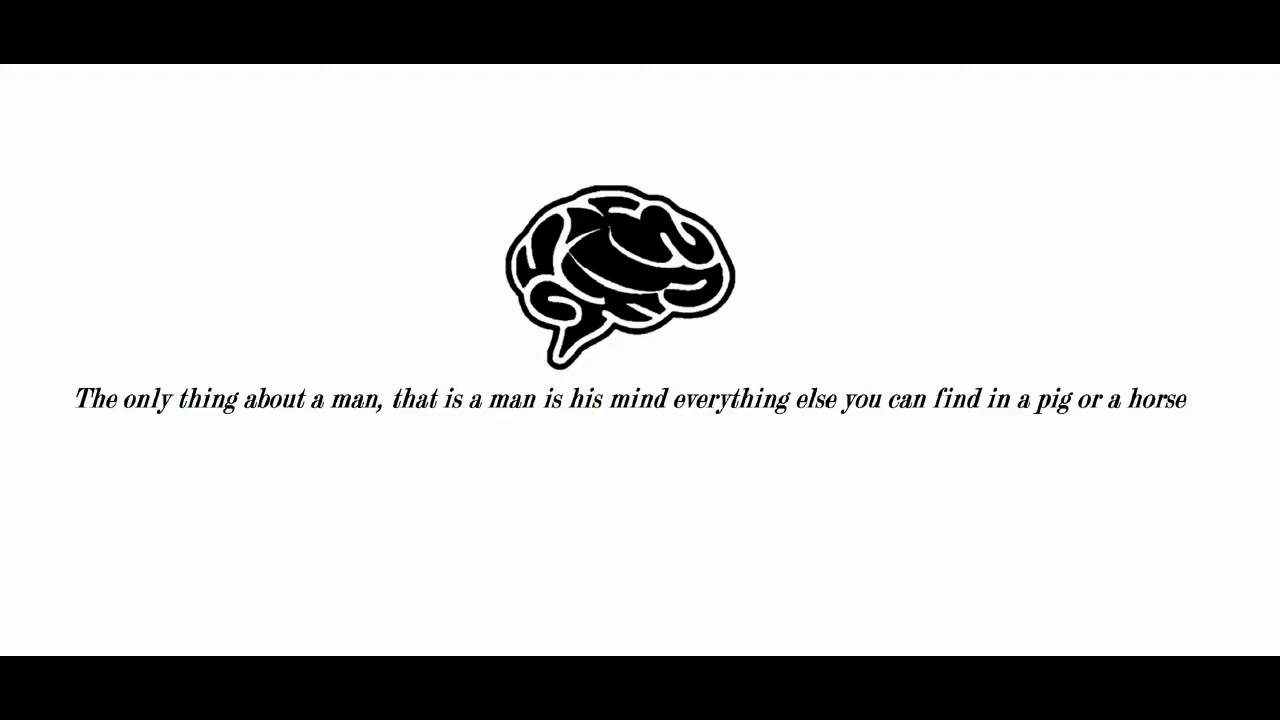 The only thing about a man, that is a man is his mind everything else you can find in a pig or a horse